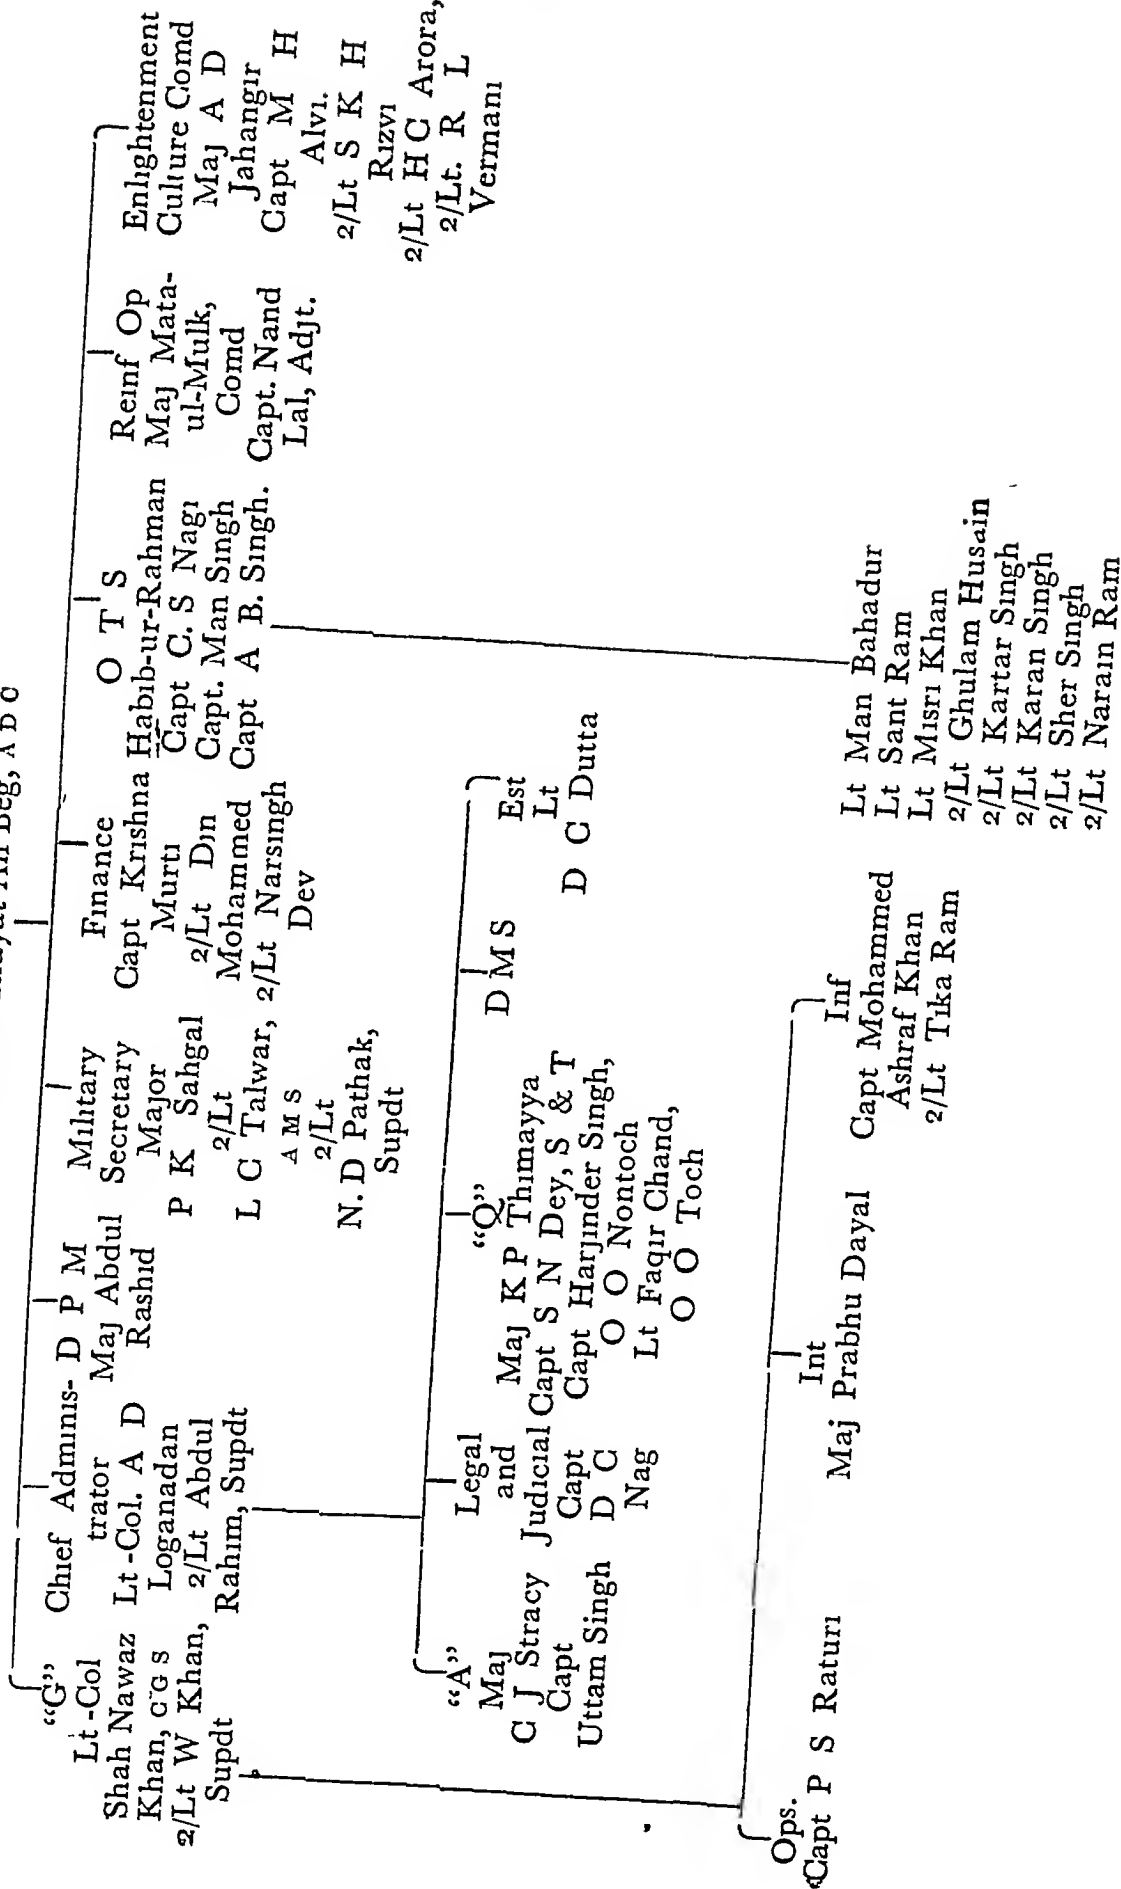 Beg, A D C
"G"
Lt-Col
Shah Nawaz
Khan, C G S
2/Lt W Khan,
Supdt
Chief Adminis-
trator
Lt-Col. A D
Loganadan
2/Lt Abdul
Rahim, Supdt
D P M
Maj Abdul
Rashid
Military
Secretary
Major
P K Sahgal
2/Lt
L C Talwar,
A M S
2/Lt
N. D Pathak,
Supdt
Finance
Capt Krishna
Murti
2/Lt Din
Mohammed
2/Lt Narsingh
Dev
O T S
Habib-ur-Rahman
Capt C. S Nagi
Capt. Man Singh
Capt A B. Singh.
Reinf Op
Maj Mata-
ul-Mulk,
Comd
Capt. Nand
Lal, Adjt.
Enlightenment
Culture Comd
Maj A D
Jahangir
Capt M H
Alvi.
2/Lt S K H
Rizvi
2/Lt H C Arora,
2/Lt. R L
Vermani
"A"
Maj
C J Stracy
Capt
Uttam Singh
Legal
and
Judicial
Capt
D C
Nag
"Q"
Maj K P Thimayya
Capt S N Dey, S & T
Capt Harjinder Singh,
O O Nontoch
Lt Faqir Chand,
O O Toch
D M S
Est
Lt
D C Dutta
Lt Man Bahadur
Lt Sant Ram
Lt Misri Khan
2/Lt Ghulam Husain
2/Lt Kartar Singh
2/Lt Karan Singh
2/Lt Sher Singh
2/Lt Narain Ram
Ops.
Capt P S Raturi
Int
Maj Prabhu Dayal
Inf
Capt Mohammed
Ashraf Khan
2/Lt Tika Ram